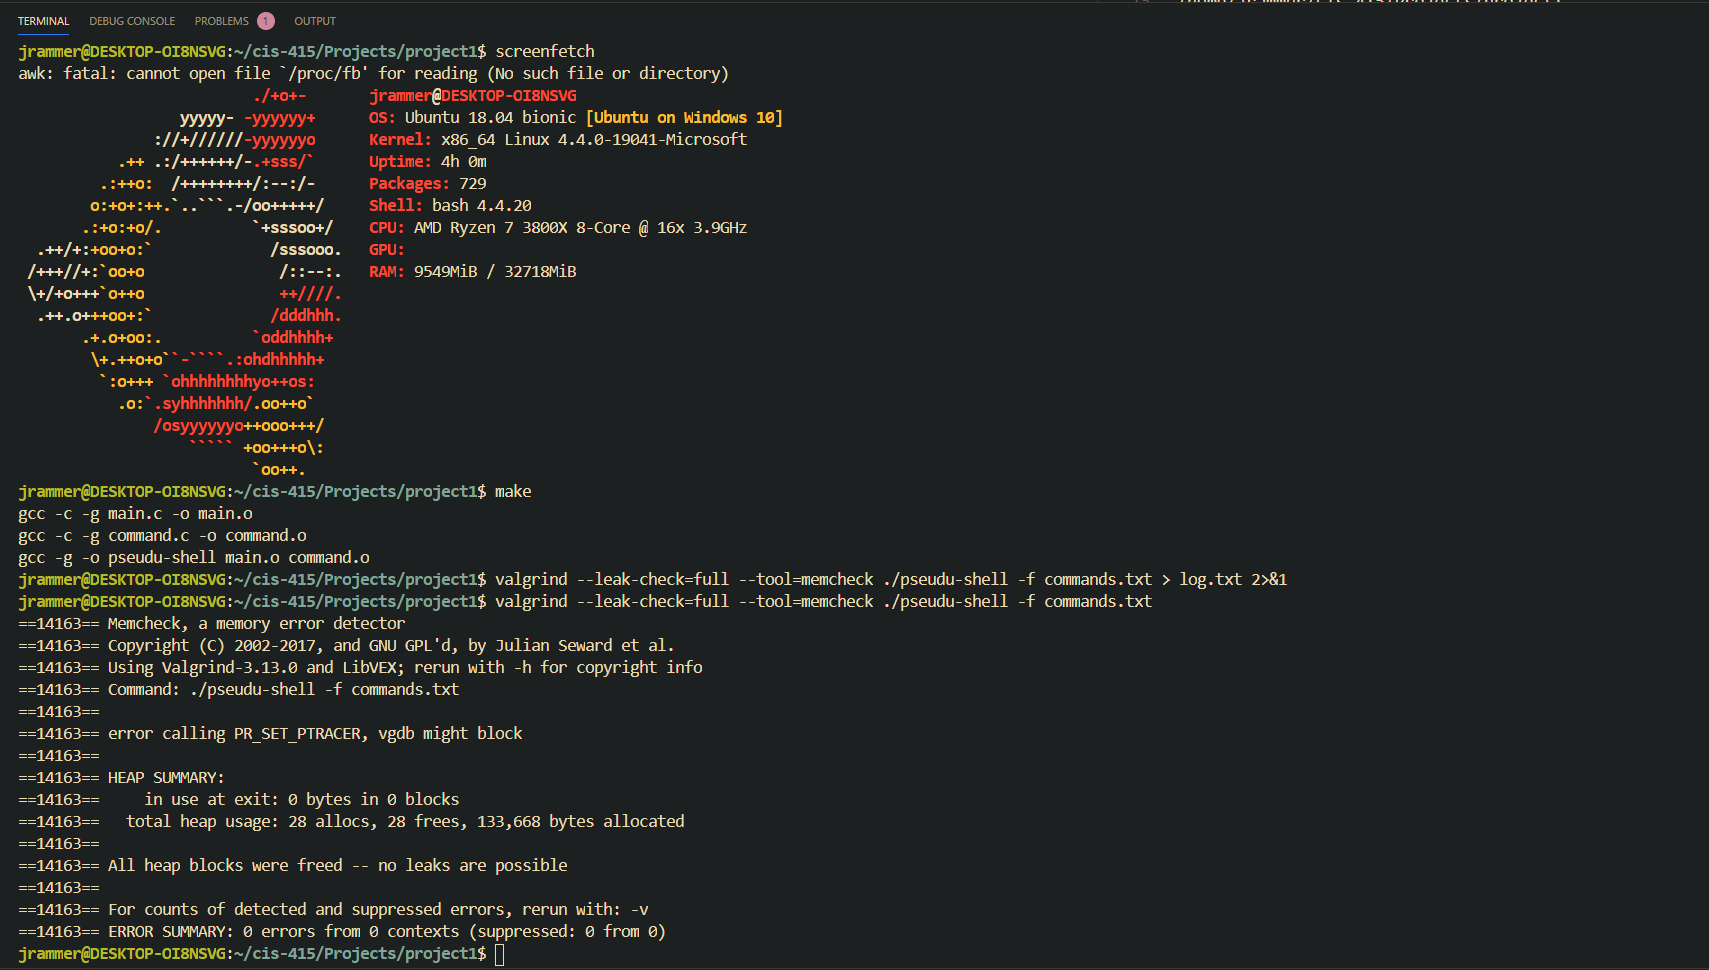 TERMINAL DEBUG CONSOLE PROBLEMS 1 OUTPUT
jrammer@DESKTOP-OI8NSVG:~/cis-415/Projects/project1$ screenfetch
awk: fatal: cannot open file `/proc/fb' for reading (No such file or directory)
                          ./+o+-       jrammer@DESKTOP-OI8NSVG
                  yyyyy- -yyyyyy+      OS: Ubuntu 18.04 bionic [Ubuntu on Windows 10]
               ://+//////-yyyyyyo      Kernel: x86_64 Linux 4.4.0-19041-Microsoft
           .++ .:/++++++/-.+sss/`      Uptime: 4h 0m
         .:++o:  /++++++++/:--:/-      Packages: 729
        o:+o+:++.`..```.-/oo+++++/     Shell: bash 4.4.20
       .:+o:+o/.          `+sssoo+/    CPU: AMD Ryzen 7 3800X 8-Core @ 16x 3.9GHz
  .++/+:+oo+o:`             /sssooo.   GPU:
 /+++//+:`oo+o               /::--:.   RAM: 9549MiB / 32718MiB
 \+/+o+++`o++o               ++////.
  .++.o+++oo+:`             /dddhhh.
       .+.o+oo:.          `oddhhhh+
        \+.++o+o``-````.:ohdhhhhh+
         `:o+++ `ohhhhhhhhyo++os:
           .o:`.syhhhhhhh/.oo++o`
               /osyyyyyyo++ooo+++/
                   ````` +oo+++o\:
                          `oo++.
jrammer@DESKTOP-OI8NSVG:~/cis-415/Projects/project1$ make
gcc -c -g main.c -o main.o
gcc -c -g command.c -o command.o
gcc -g -o pseudu-shell main.o command.o
jrammer@DESKTOP-OI8NSVG:~/cis-415/Projects/project1$ valgrind --leak-check=full --tool=memcheck ./pseudu-shell -f commands.txt > log.txt 2>&1
jrammer@DESKTOP-OI8NSVG:~/cis-415/Projects/project1$ valgrind --leak-check=full --tool=memcheck ./pseudu-shell -f commands.txt
==14163== Memcheck, a memory error detector
==14163== Copyright (C) 2002-2017, and GNU GPL'd, by Julian Seward et al.
==14163== Using Valgrind-3.13.0 and LibVEX; rerun with -h for copyright info
==14163== Command: ./pseudu-shell -f commands.txt
==14163==
==14163== error calling PR_SET_PTRACER, vgdb might block
==14163==
==14163== HEAP SUMMARY:
==14163==     in use at exit: 0 bytes in 0 blocks
==14163==   total heap usage: 28 allocs, 28 frees, 133,668 bytes allocated
==14163==
==14163== All heap blocks were freed -- no leaks are possible
==14163==
==14163== For counts of detected and suppressed errors, rerun with: -v
==14163== ERROR SUMMARY: 0 errors from 0 contexts (suppressed: 0 from 0)
jrammer@DESKTOP-OI8NSVG:~/cis-415/Projects/project1$